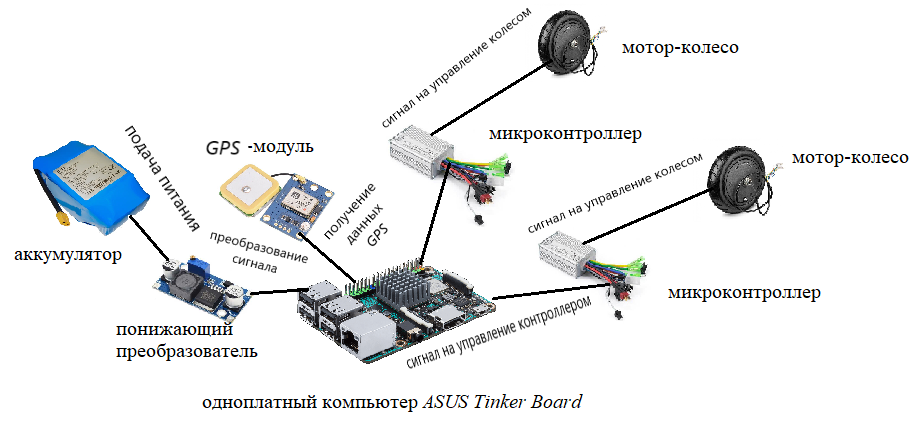 сигнал на управление колесом
мотор-колесо
подача питания
GPS -модуль
микроконтроллер
мотор-колесо
сигнал на управление колесом
получение
данных
GPS
преобразование
сигнала
аккумулятор
микроконтроллер
понижающий
преобразователь
сигнал на управление контроллером
одноплатный компьютер ASUS Tinker Board